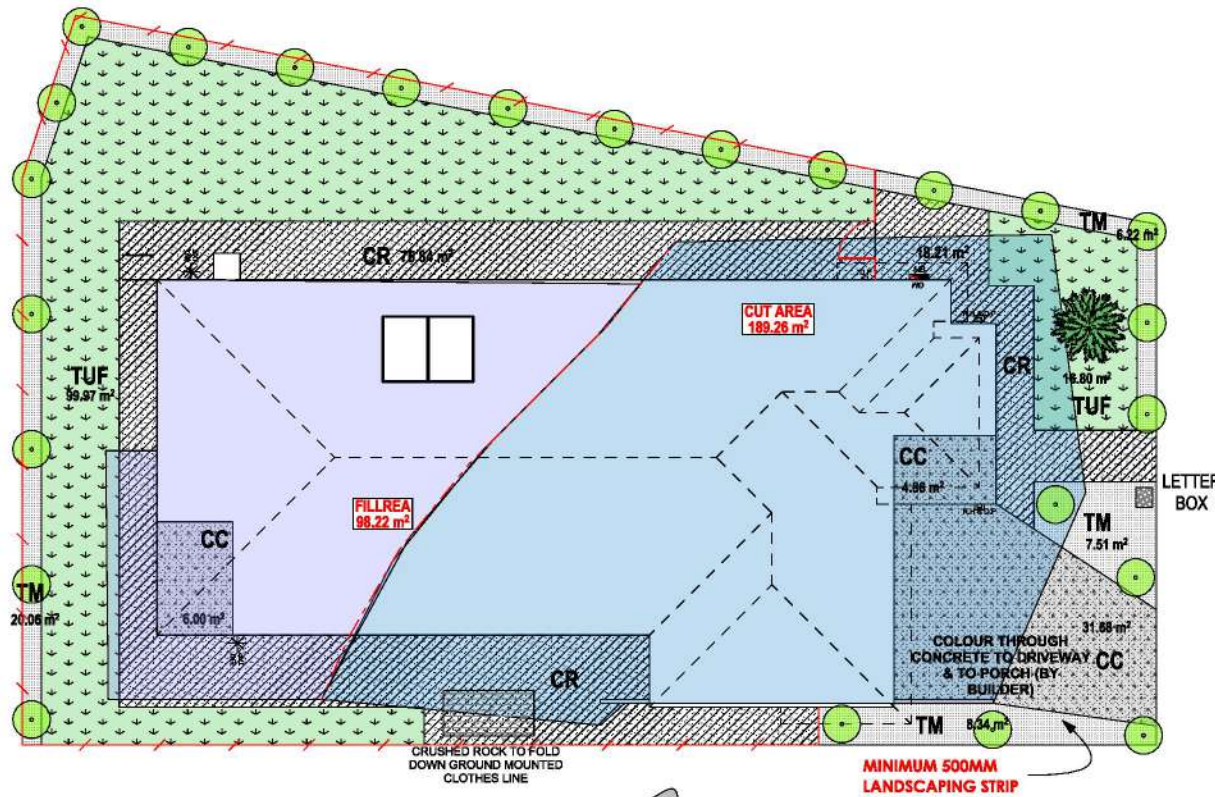 TM
6.22 m²
CR 78.84 m²
18.21 m²
CUT AREA
189.26 m²
CR
TUF
99.97 m²
16.80 m²
TUF
CC
4.86 m²
LETTER
BOX
FILLREA
98.22 m²
CC
TM
7.51 m²
TM
20.06 m²
6.00 m²
31.68 m²
COLOUR THROUGH
CONCRETE TO DRIVEWAY
& TO PORCH (BY
BUILDER)
CC
CR
TM 8.34 m²
CRUSHED ROCK TO FOLD
DOWN GROUND MOUNTED
CLOTHES LINE
MINIMUM 500MM
LANDSCAPING STRIP